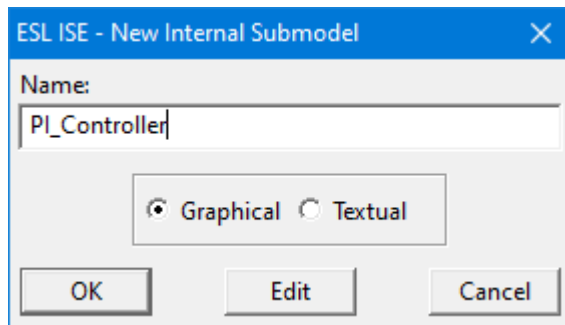 ESL ISE - New Internal Submodel
Name:
PI_Controller
Graphical Textual
OK Edit Cancel